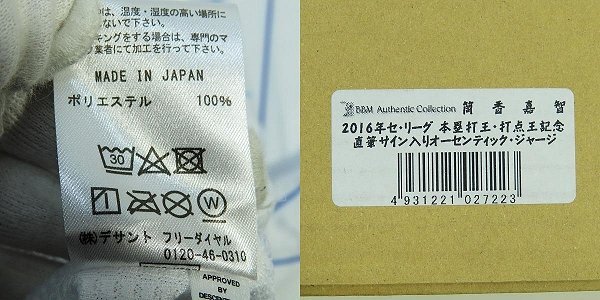 は、温度・湿度の高い場所に
ないで下さい。
キングをする場合は、専門のマ
業者にて加工を行って下さい。
MADE IN JAPAN
ポリエステル 100%
30
W
(株)デサント フリーダイヤル
0120-46-0310
APPROVED
BY
DESCENT
BBM Authentic Collection 筒香嘉智
2016年セ・リーグ 本塁打王・打点王記念
直筆サイン入りオーセンティック・ジャージ
4931221027223